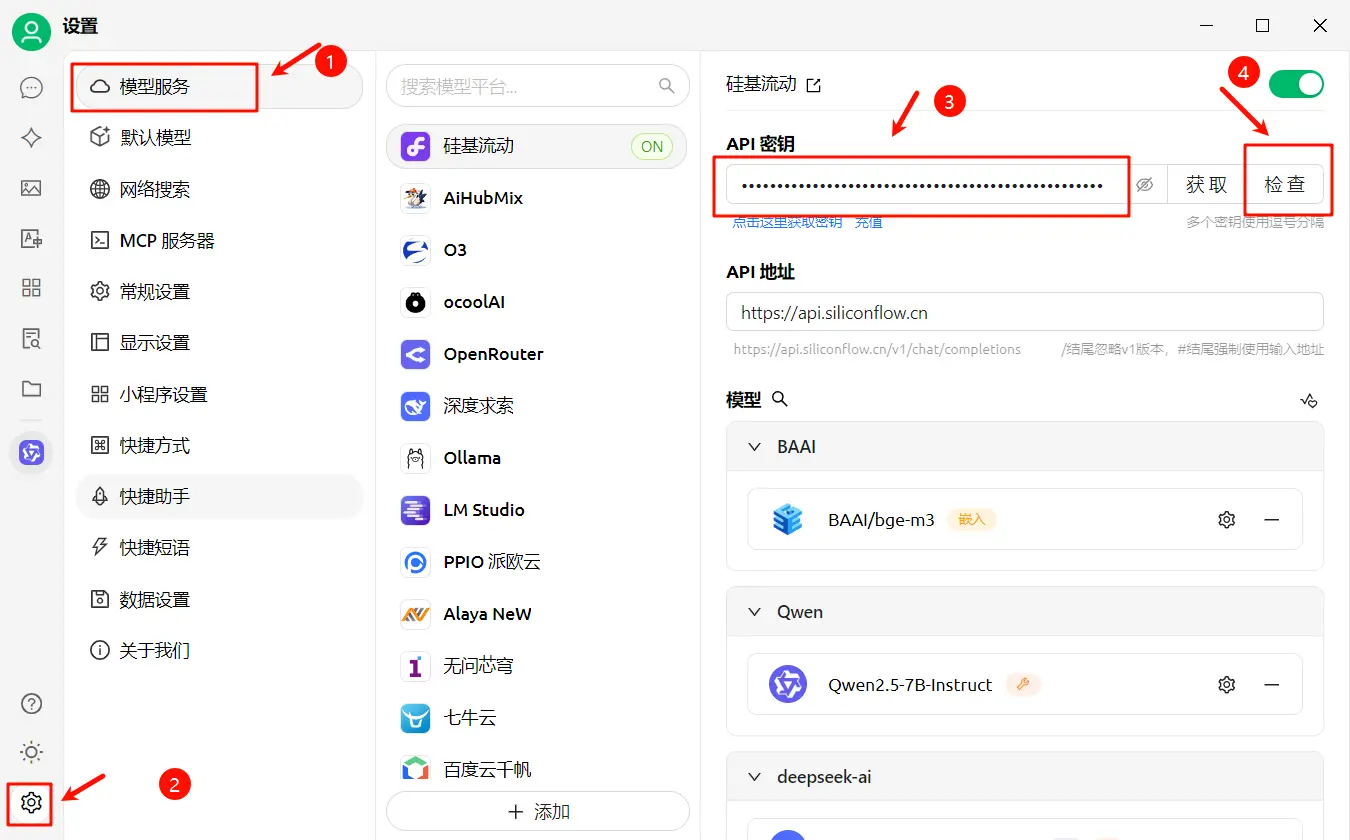 设置
1
模型服务
默认模型
网络搜索
MCP 服务器
常规设置
显示设置
小程序设置
快捷方式
快捷助手
快捷短语
数据设置
关于我们
2
搜索模型平台...
硅基流动 ON
AiHubMix
O3
ocoolAI
OpenRouter
深度求索
Ollama
LM Studio
PPIO 派欧云
Alaya NeW
无问芯穹
七牛云
百度云千帆
添加
硅基流动
3
4
API 密钥
••••••••••••••••••••••••••••••••••••••••••••••••••• 获取 检查
点击这里获取密钥 充值 多个密钥使用逗号分隔
API 地址
https://api.siliconflow.cn
https://api.siliconflow.cn/v1/chat/completions /结尾忽略v1版本，#结尾强制使用输入地址
模型
BAAI
BAAI/bge-m3 嵌入
Qwen
Qwen2.5-7B-Instruct
deepseek-ai